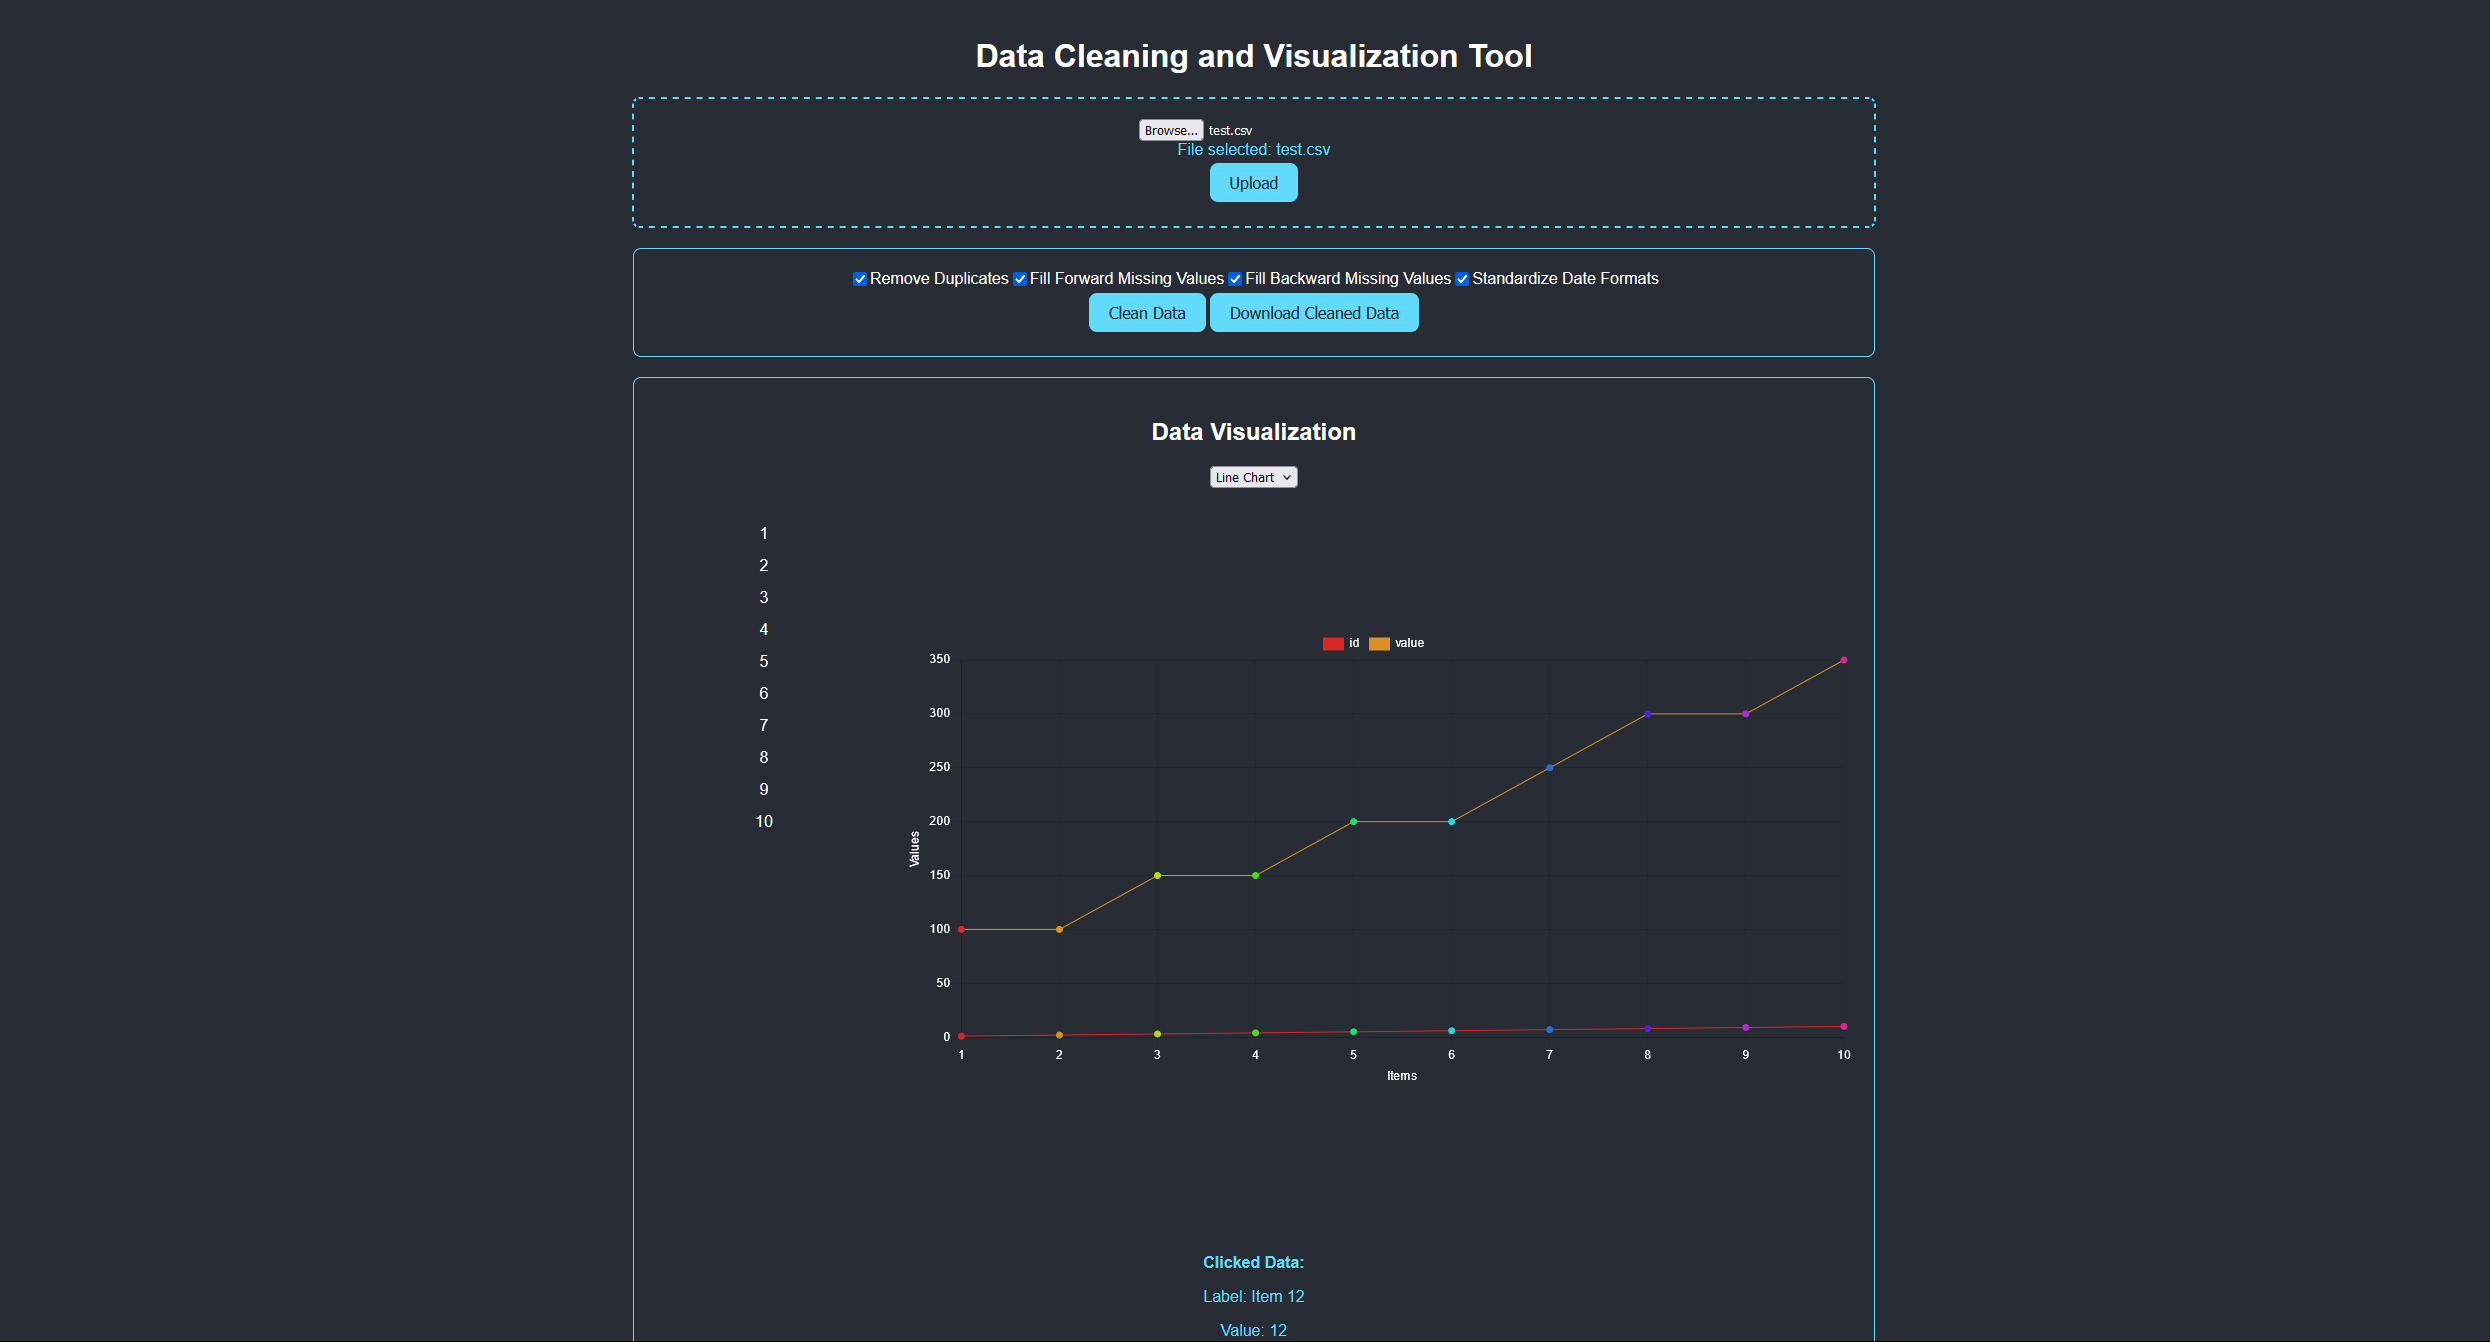 Data Cleaning and Visualization Tool
Browse... test.csv
File selected: test.csv
Upload
Remove Duplicates Fill Forward Missing Values Fill Backward Missing Values Standardize Date Formats
Clean Data Download Cleaned Data
Data Visualization
Line Chart
1
2
3
4
5
6
7
8
9
10
id value
350
300
250
200
150
100
50
0
Values
1 2 3 4 5 6 7 8 9 10
Items
Clicked Data:
Label: Item 12
Value: 12